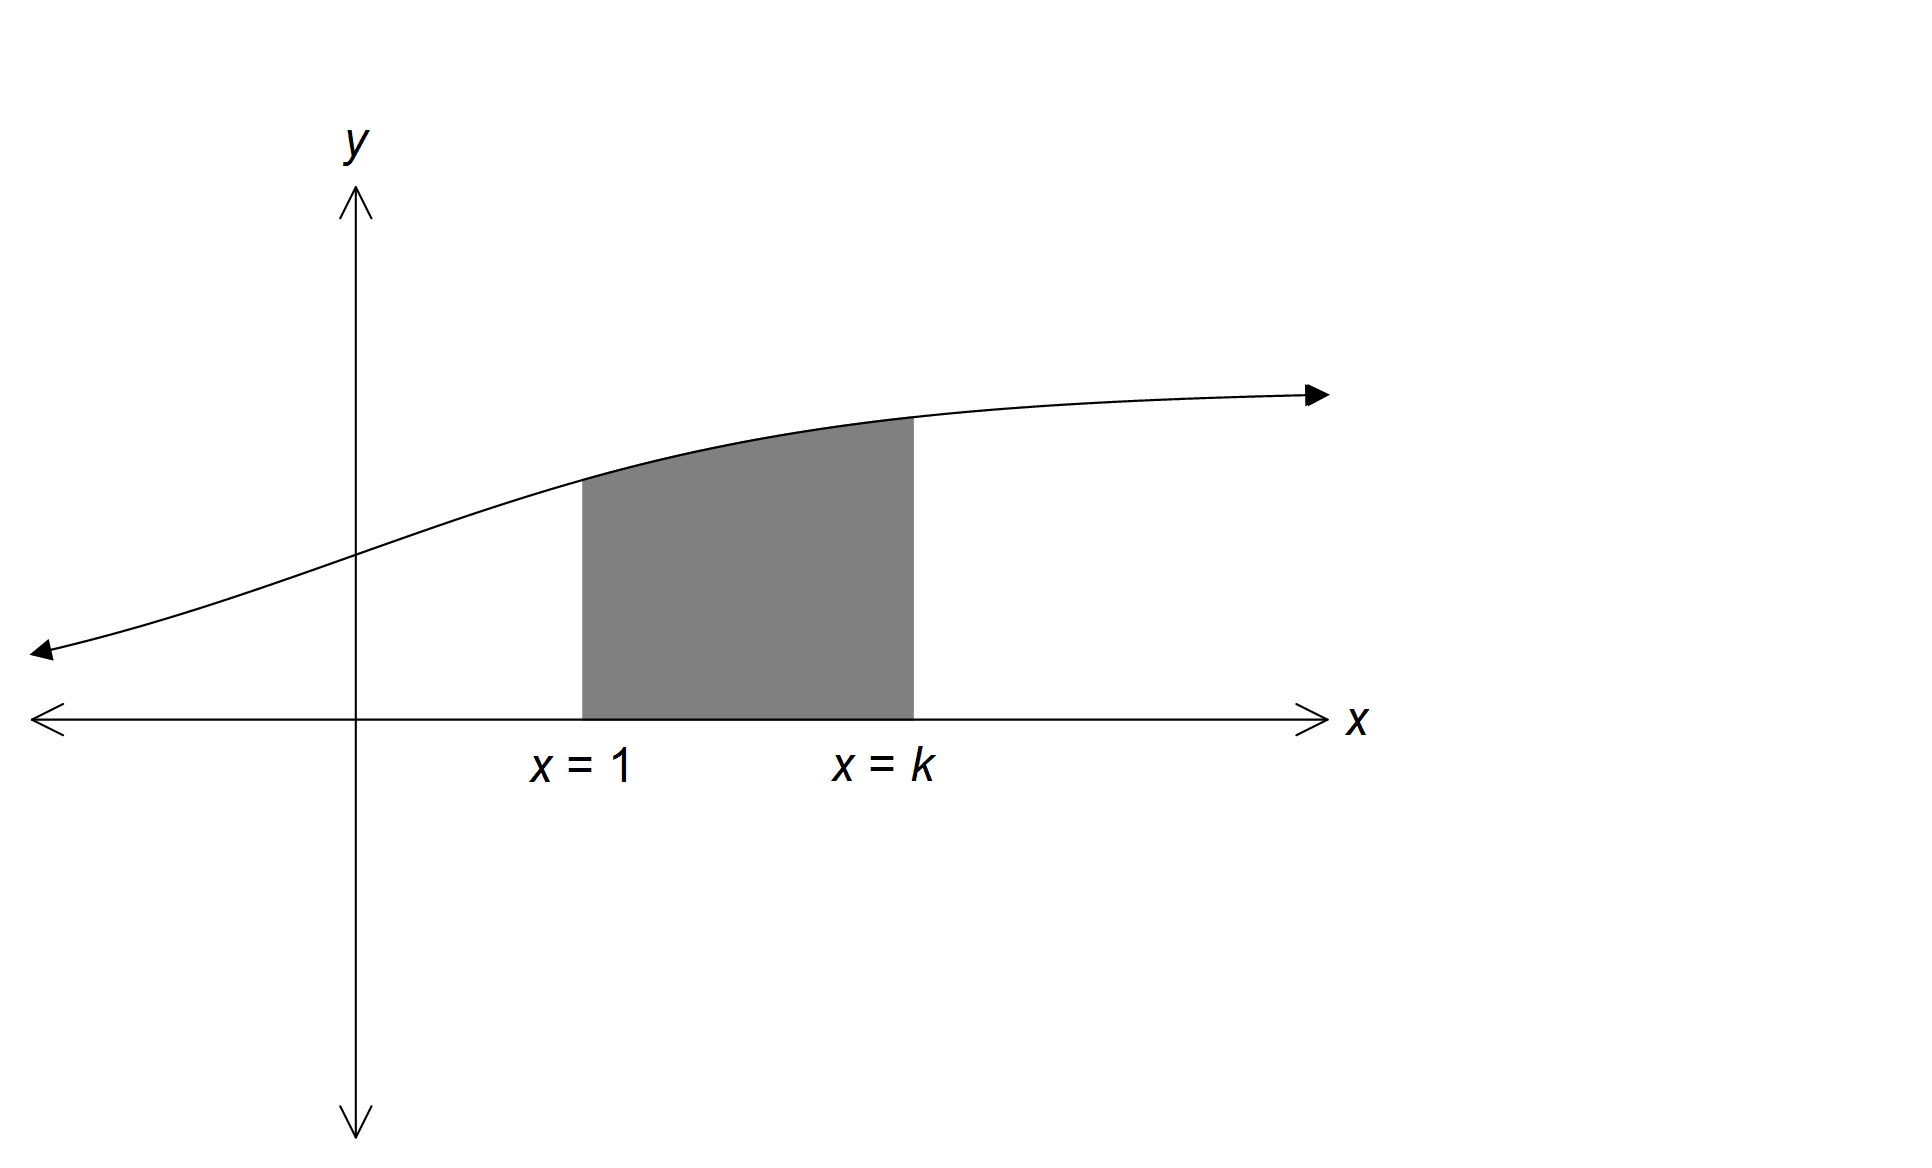 y
x
x = 1
x = k